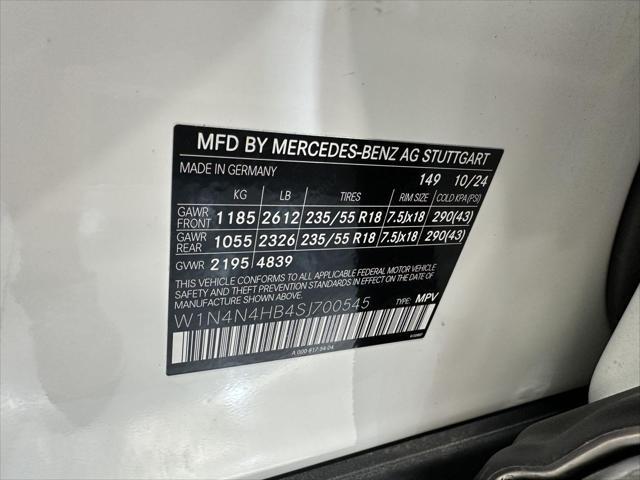 MFD BY MERCEDES-BENZ AG STUTTGART
MADE IN GERMANY 149 10/24
KG LB TIRES RIM SIZE COLD KPA (PSI)
GAWR FRONT 1185 2612 235/55 R18 7.5Jx18 290(43)
GAWR REAR 1055 2326 235/55 R18 7.5Jx18 290(43)
GVWR 2195 4839
THIS VEHICLE CONFORMS TO ALL APPLICABLE FEDERAL MOTOR VEHICLE
SAFETY, BUMPER, AND THEFT PREVENTION STANDARDS IN EFFECT ON THE DATE
OF MANUFACTURE SHOWN ABOVE.
W1N4N4HB4SJ700545 TYPE: MPV
A 000 817 34 04